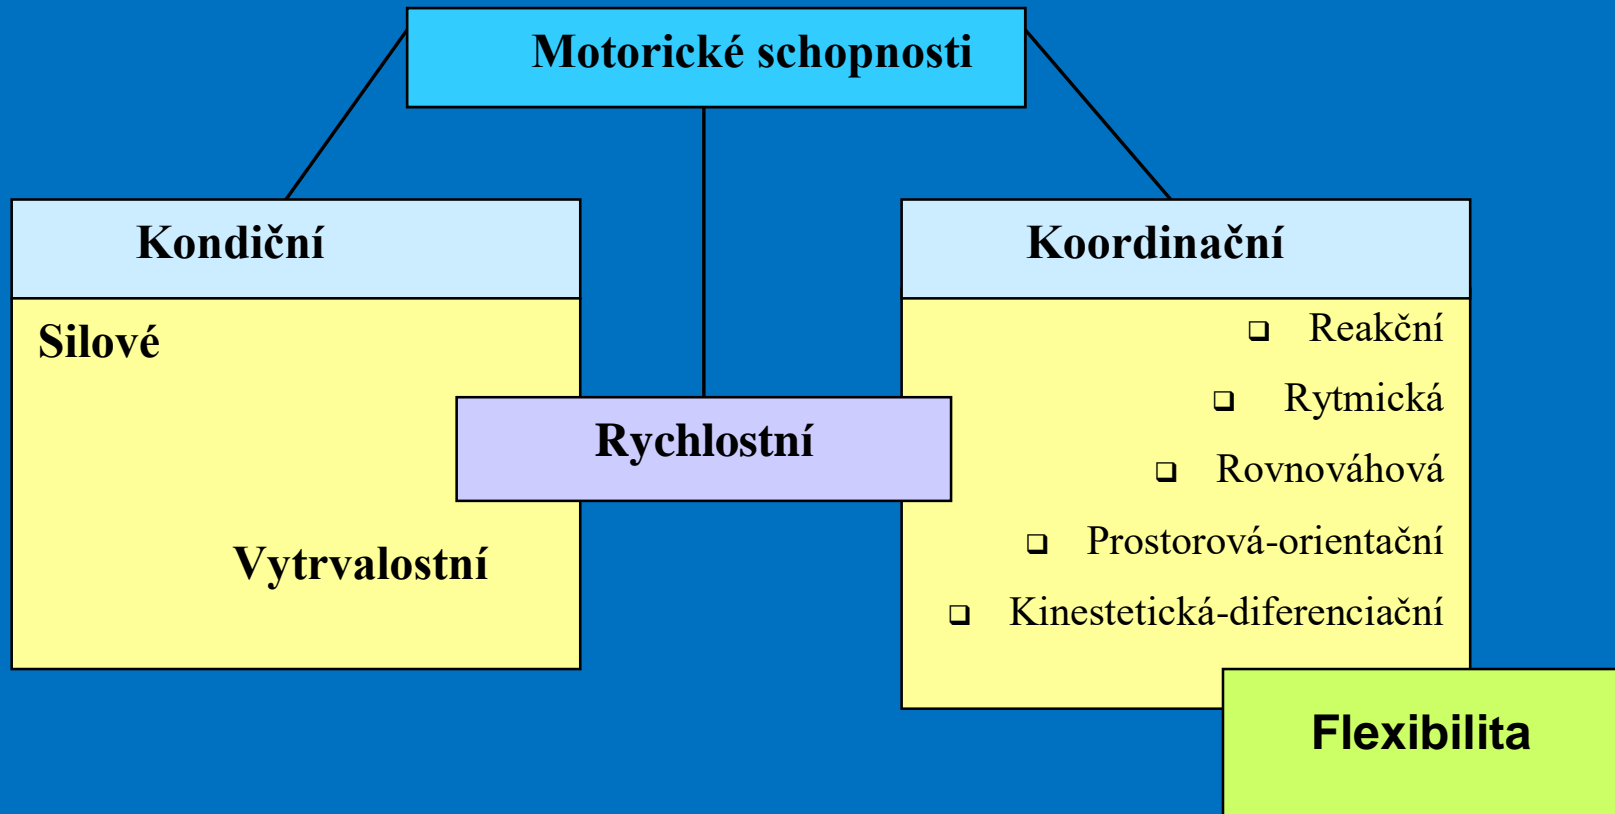 Motorické schopnosti
Kondiční
Silové
Vytrvalostní
Rychlostní
Koordinační
Reakční
Rytmická
Rovnováhová
Prostorová-orientační
Kinestetická-diferenciační
Flexibilita